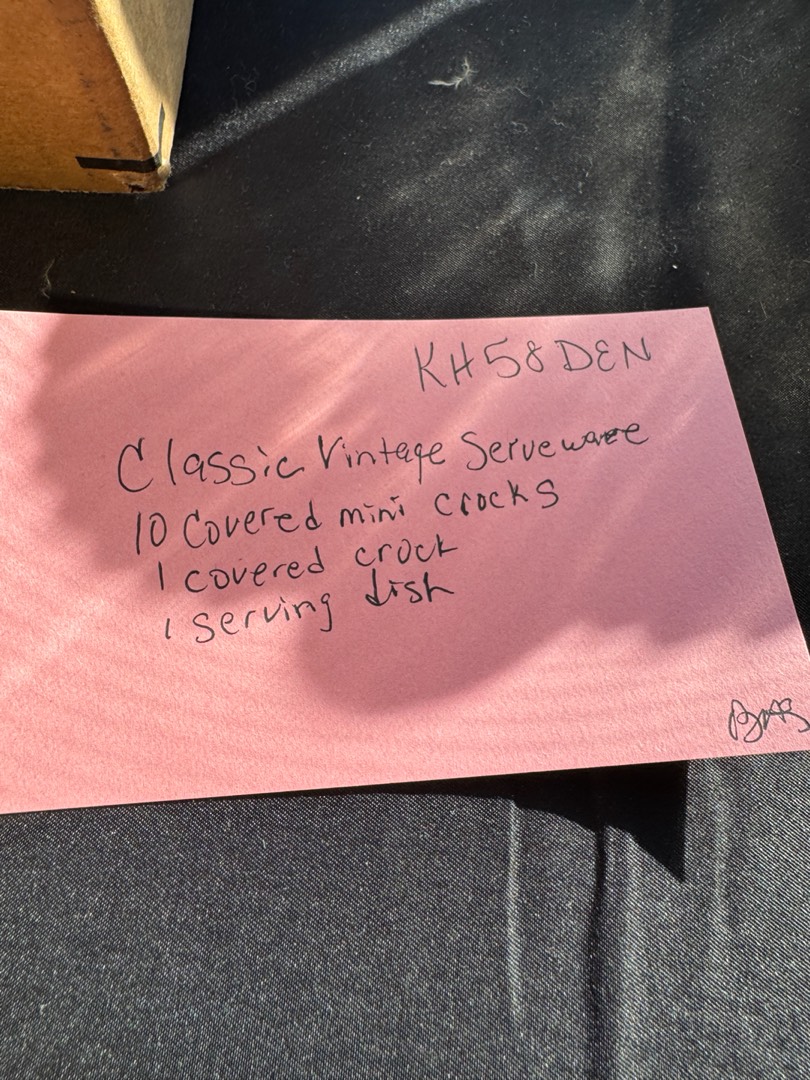 KH58DEN
Classic Vintage Serveware
10 Covered mini crocks
1 covered crock
1 serving dish